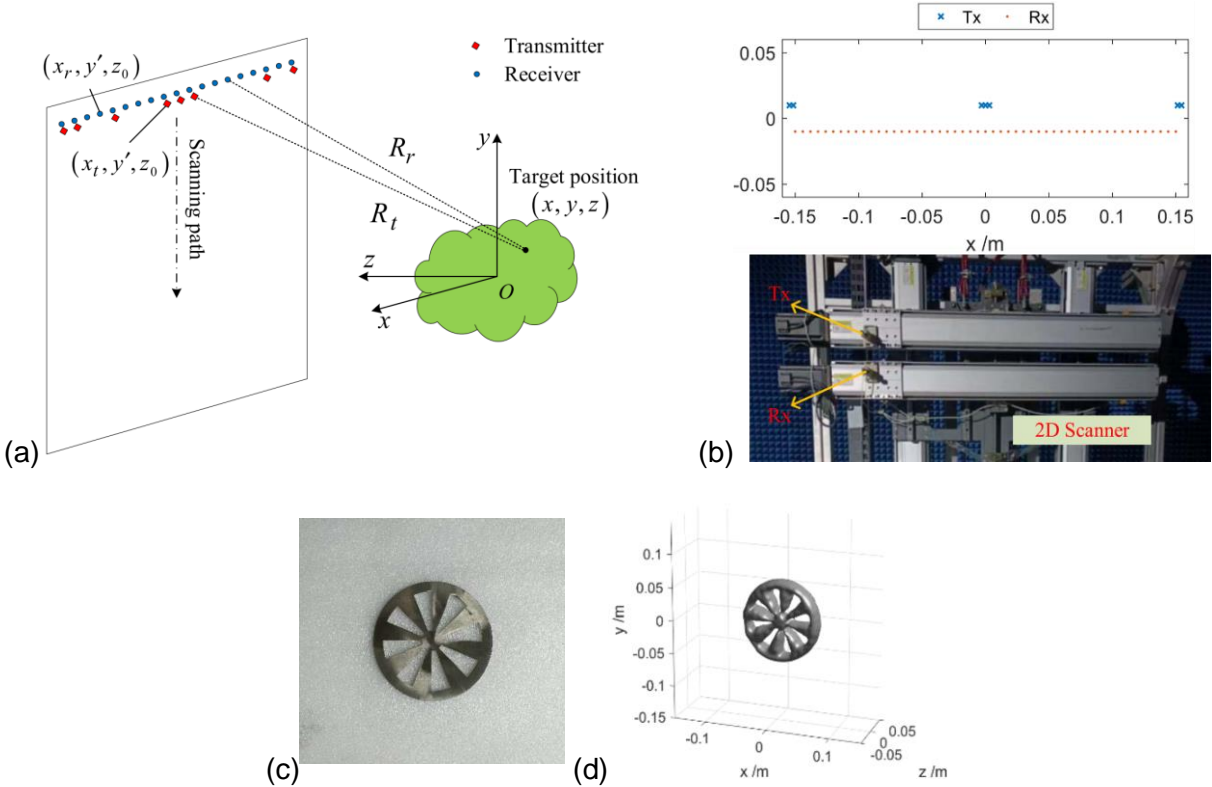 Transmitter
Receiver
(x_r, y′, z_0)
(x_t, y′, z_0)
Scanning path
R_r
R_t
y
Target position
(x, y, z)
z
O
x
(a)
Tx Rx
0.05
0
-0.05
-0.15 -0.10 -0.05 0 0.05 0.10 0.15
x /m
Tx
Rx
2D Scanner
(b)
(c)
0.1
0.05
0
-0.05
-0.1
-0.15
y /m
-0.1 0 0.1
x /m
0.05
0
-0.05
z /m
(d)